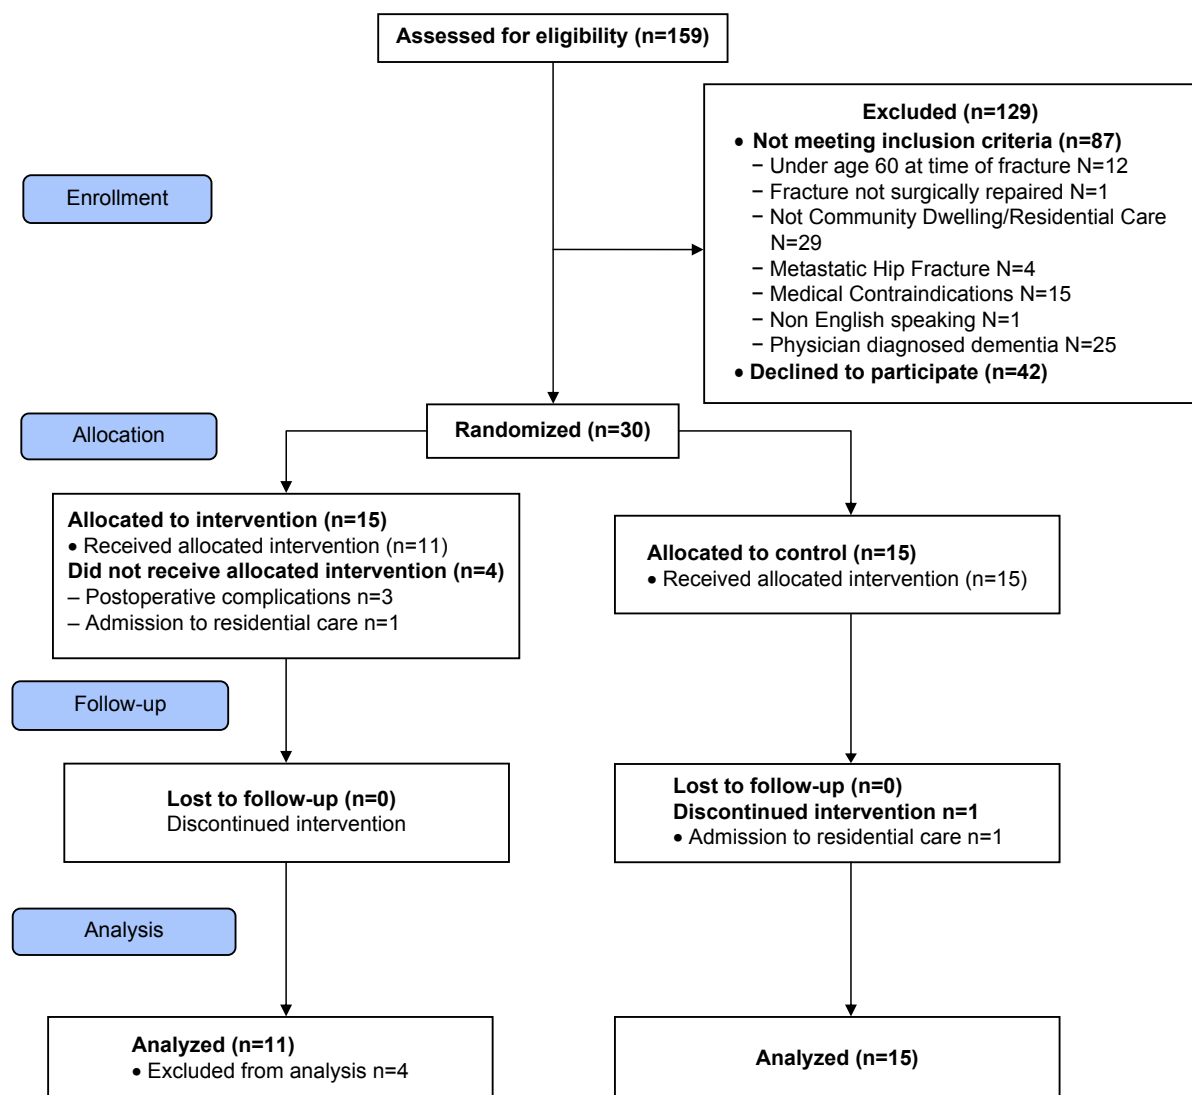 Assessed for eligibility (n=159)
Excluded (n=129)
• Not meeting inclusion criteria (n=87)
− Under age 60 at time of fracture N=12
− Fracture not surgically repaired N=1
− Not Community Dwelling/Residential Care
N=29
− Metastatic Hip Fracture N=4
− Medical Contraindications N=15
− Non English speaking N=1
− Physician diagnosed dementia N=25
• Declined to participate (n=42)
Enrollment
Allocation
Randomized (n=30)
Allocated to intervention (n=15)
• Received allocated intervention (n=11)
Did not receive allocated intervention (n=4)
– Postoperative complications n=3
– Admission to residential care n=1
Allocated to control (n=15)
• Received allocated intervention (n=15)
Follow-up
Lost to follow-up (n=0)
Discontinued intervention
Lost to follow-up (n=0)
Discontinued intervention n=1
• Admission to residential care n=1
Analysis
Analyzed (n=11)
• Excluded from analysis n=4
Analyzed (n=15)